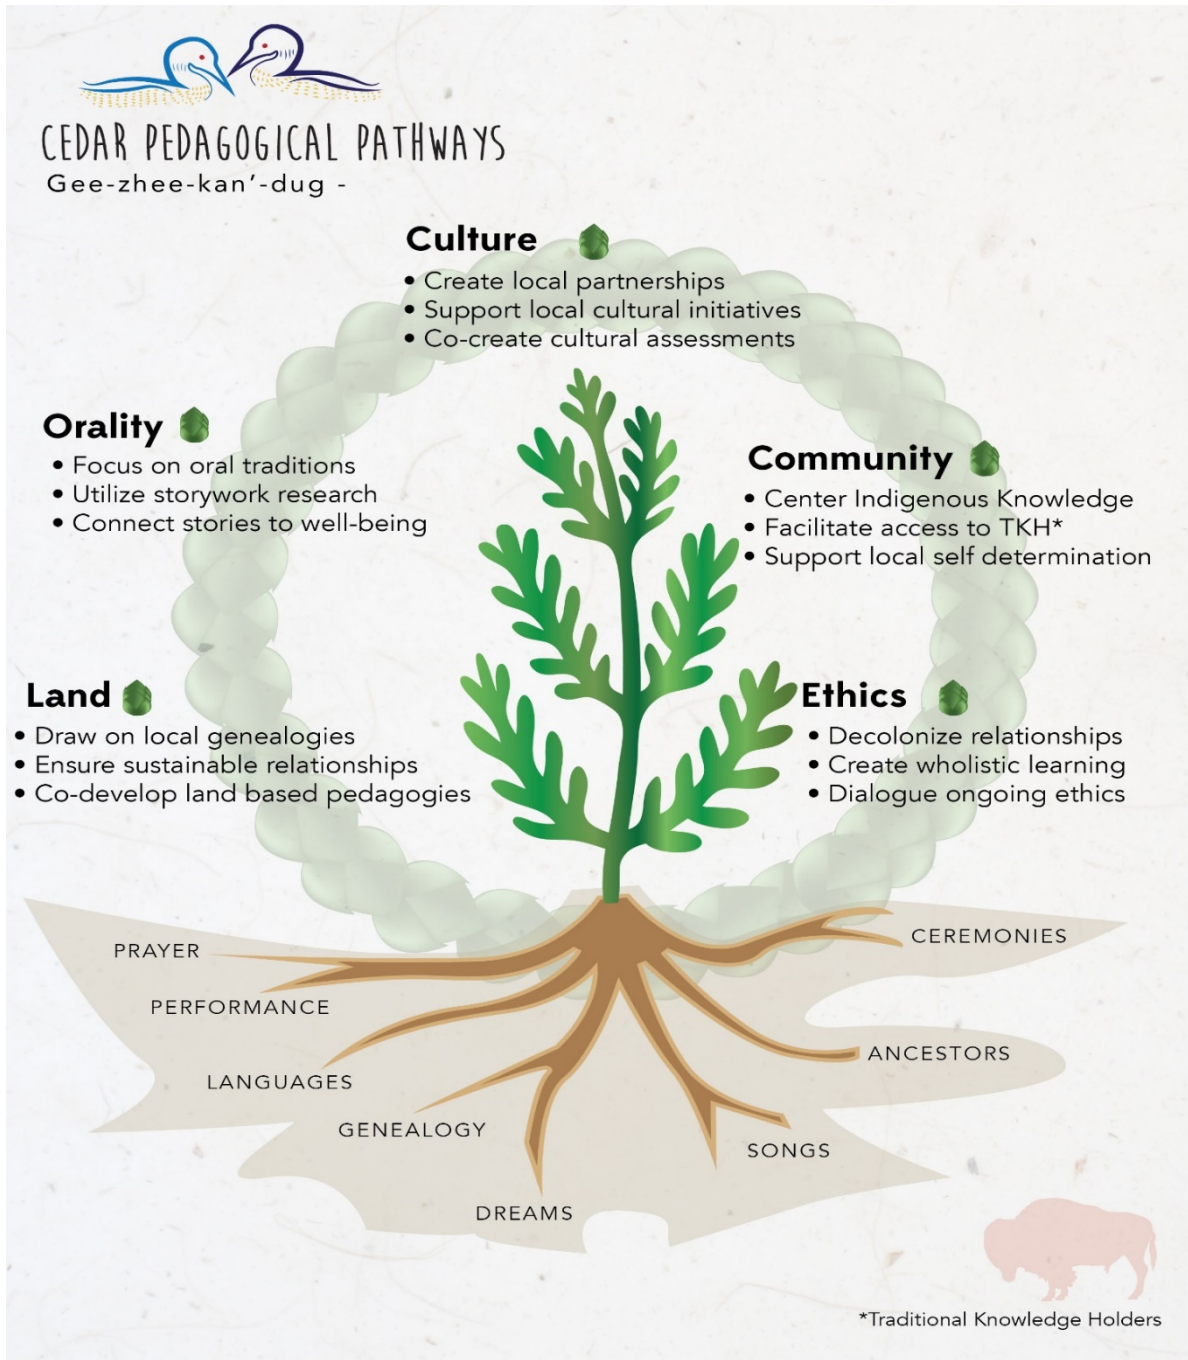 CEDAR PEDAGOGICAL PATHWAYS
Gee-zhee-kan’-dug -
Culture
• Create local partnerships
• Support local cultural initiatives
• Co-create cultural assessments
Orality
• Focus on oral traditions
• Utilize storywork research
• Connect stories to well-being
Community
• Center Indigenous Knowledge
• Facilitate access to TKH*
• Support local self determination
Land
• Draw on local genealogies
• Ensure sustainable relationships
• Co-develop land based pedagogies
Ethics
• Decolonize relationships
• Create wholistic learning
• Dialogue ongoing ethics
PRAYER
PERFORMANCE
LANGUAGES
GENEALOGY
DREAMS
SONGS
ANCESTORS
CEREMONIES
*Traditional Knowledge Holders